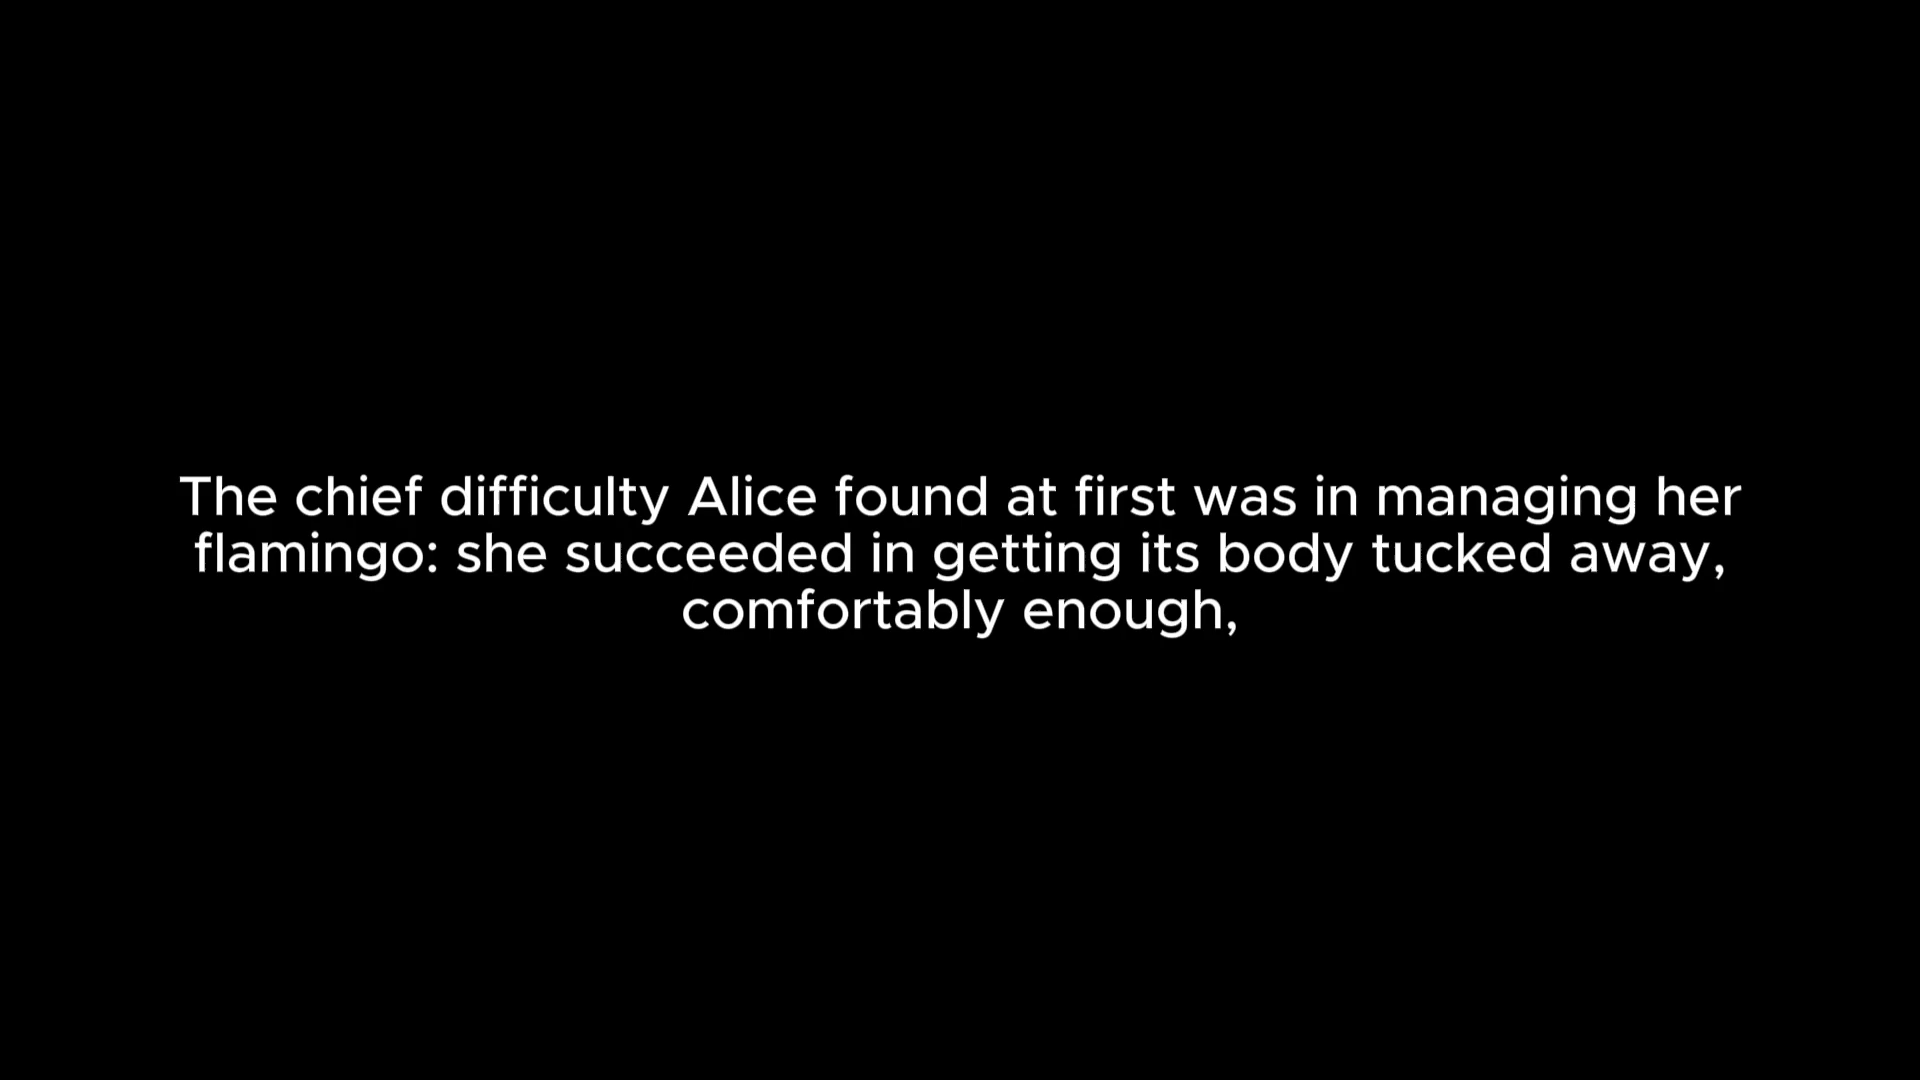 The chief difficulty Alice found at first was in managing her
flamingo: she succeeded in getting its body tucked away,
comfortably enough,